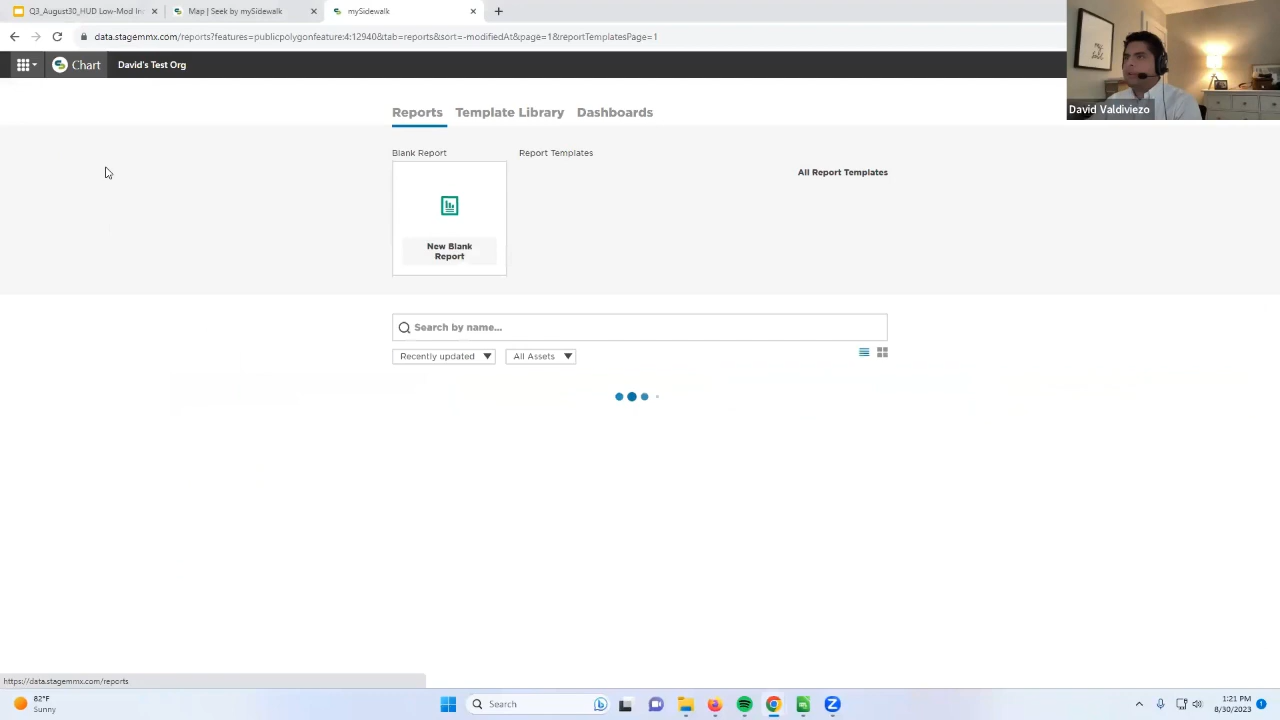 Q3_August30_HUD Low-Mod In
Map | Seek by mySidewalk
mySidewalk
data.stagemmx.com/reports?features=publicpolygonfeature:4:12940&tab=reports&sort=-modifiedAt&page=1&reportTemplatesPage=1
Chart
David's Test Org
David Valdiviezo
Reports
Template Library
Dashboards
Blank Report
Report Templates
All Report Templates
New Blank
Report
Search by name...
Recently updated
All Assets
https://data.stagemmx.com/reports
82°F
Sunny
Search
1:21 PM
8/30/2023